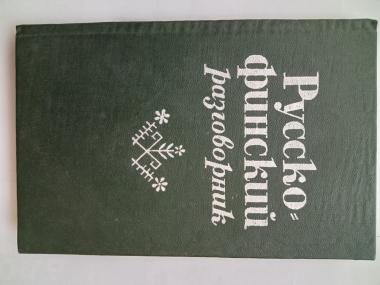 Русско-
финский
разговорник